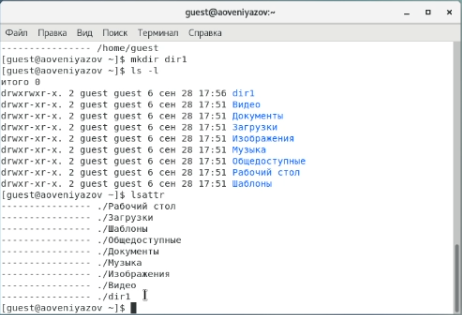 guest@aoveniyazov:~
Файл Правка Вид Поиск Терминал Справка
---------------- /home/guest
[guest@aoveniyazov ~]$ mkdir dir1
[guest@aoveniyazov ~]$ ls -l
итого 0
drwxrwxr-x. 2 guest guest 6 сен 28 17:56 dir1
drwxr-xr-x. 2 guest guest 6 сен 28 17:51 Видео
drwxr-xr-x. 2 guest guest 6 сен 28 17:51 Документы
drwxr-xr-x. 2 guest guest 6 сен 28 17:51 Загрузки
drwxr-xr-x. 2 guest guest 6 сен 28 17:51 Изображения
drwxr-xr-x. 2 guest guest 6 сен 28 17:51 Музыка
drwxr-xr-x. 2 guest guest 6 сен 28 17:51 Общедоступные
drwxr-xr-x. 2 guest guest 6 сен 28 17:51 Рабочий стол
drwxr-xr-x. 2 guest guest 6 сен 28 17:51 Шаблоны
[guest@aoveniyazov ~]$ lsattr
---------------- ./Рабочий стол
---------------- ./Загрузки
---------------- ./Шаблоны
---------------- ./Общедоступные
---------------- ./Документы
---------------- ./Музыка
---------------- ./Изображения
---------------- ./Видео
---------------- ./dir1
[guest@aoveniyazov ~]$